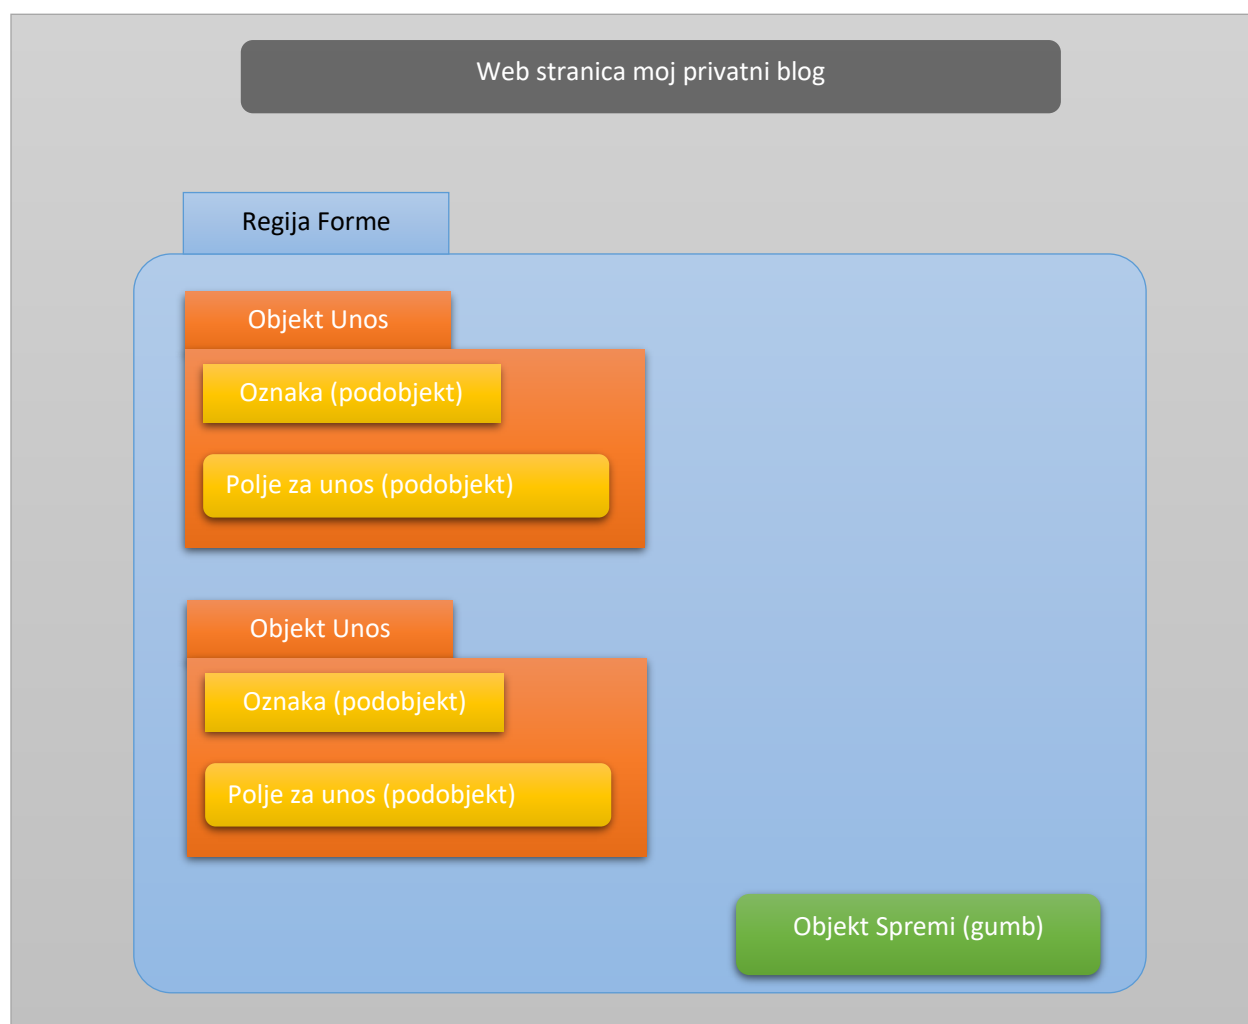 Web stranica moj privatni blog
Regija Forme
Objekt Unos
Oznaka (podobjekt)
Polje za unos (podobjekt)
Objekt Unos
Oznaka (podobjekt)
Polje za unos (podobjekt)
Objekt Spremi (gumb)